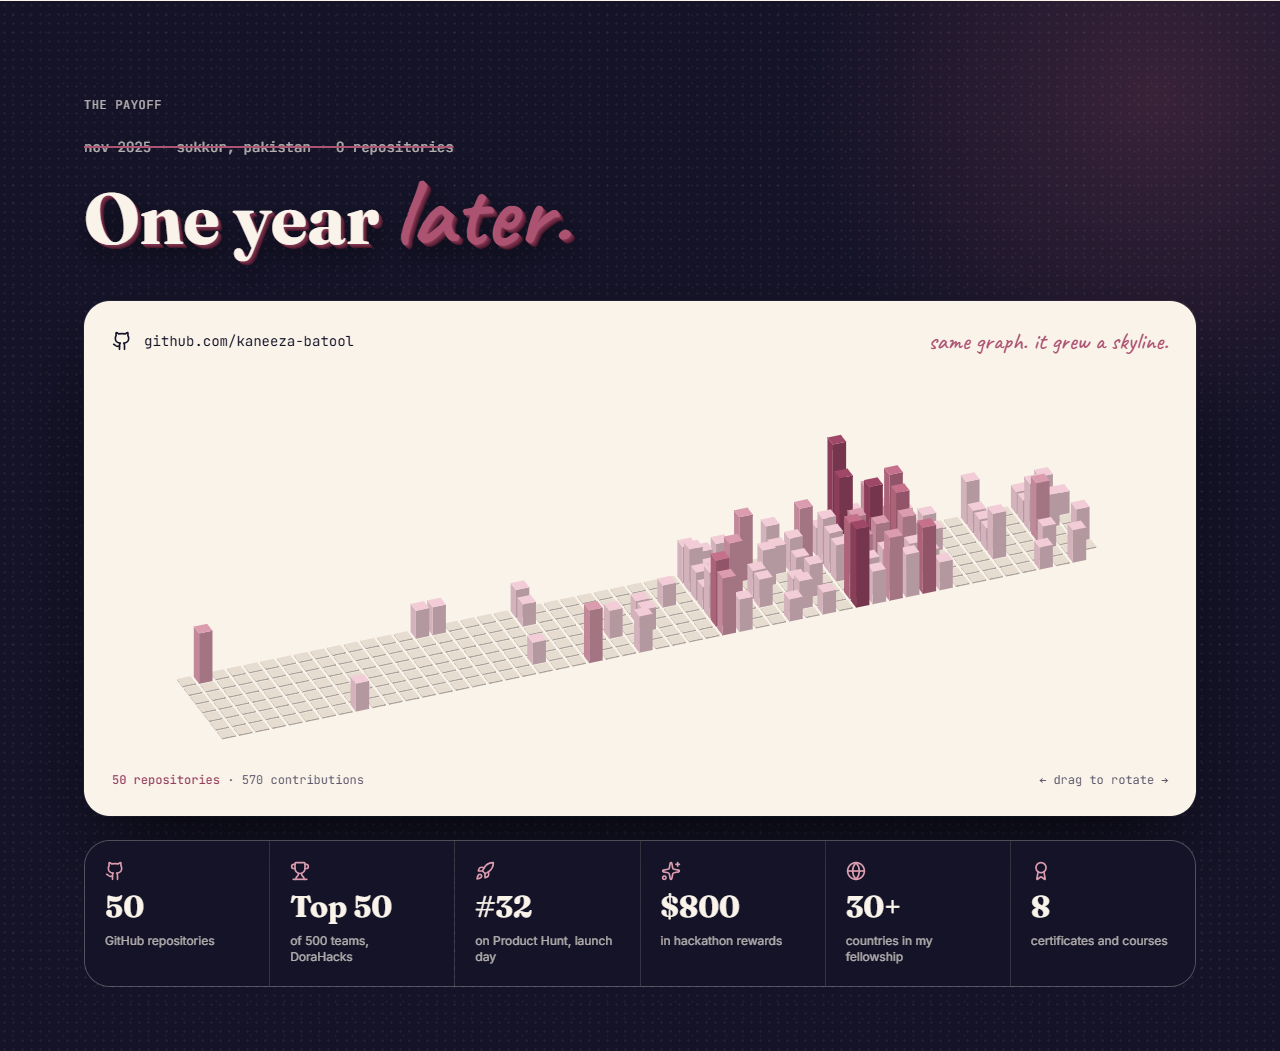 THE PAYOFF
nov 2025 · sukkur, pakistan · 0 repositories
One year later.
github.com/kaneeza-batool
same graph. it grew a skyline.
50 repositories · 570 contributions
← drag to rotate →
50
GitHub repositories
Top 50
of 500 teams,
DoraHacks
#32
on Product Hunt, launch
day
$800
in hackathon rewards
30+
countries in my
fellowship
8
certificates and courses